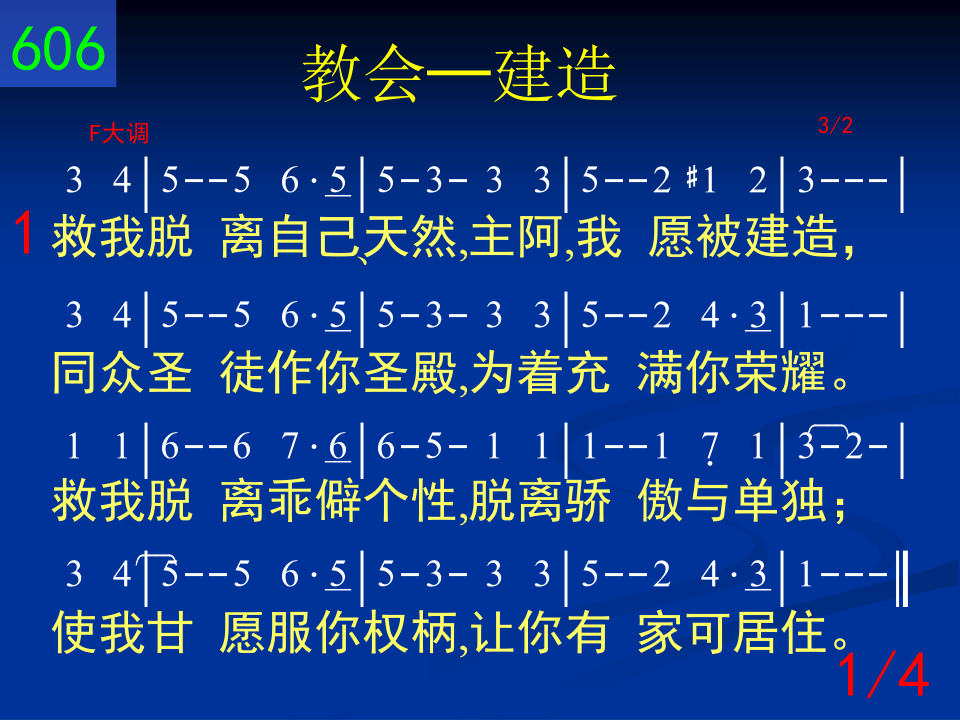 606
教会—建造
F大调
3/2
3 4|5--5 6·5|5-3- 3 3|5--2 #1 2|3---|
1
救我脱 离自己、天然,主阿,我 愿被建造，
3 4|5--5 6·5|5-3- 3 3|5--2 4·3|1---|
同众圣 徒作你圣殿,为着充 满你荣耀。
1 1|6--6 7·6|6-5- 1 1|1--1 7̣ 1|3-2-|
救我脱 离乖僻、个性,脱离骄 傲与单独；
3 4|5--5 6·5|5-3- 3 3|5--2 4·3|1---‖
使我甘 愿服你权柄,让你有 家可居住。
1/4